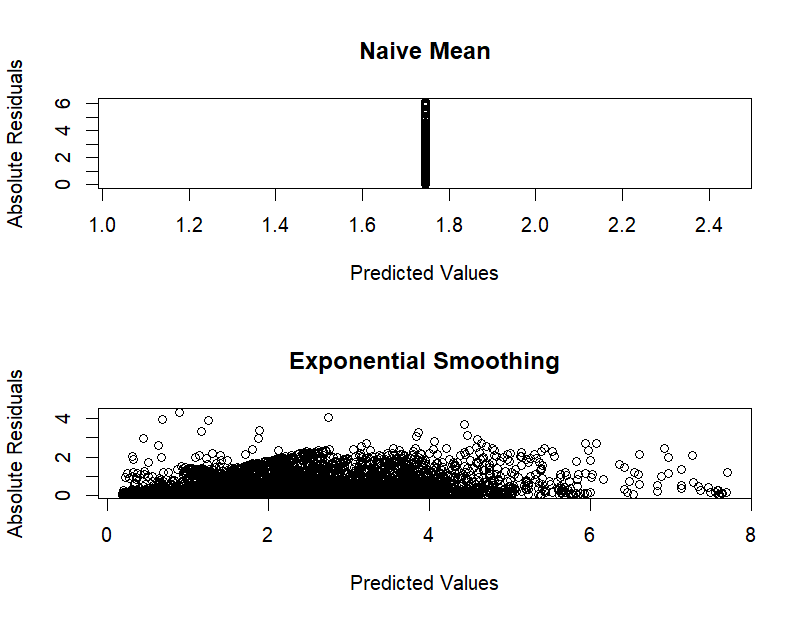 Naive Mean
Absolute Residuals
6
4
2
0
1.0 1.2 1.4 1.6 1.8 2.0 2.2 2.4
Predicted Values
Exponential Smoothing
Absolute Residuals
4
2
0
0 2 4 6 8
Predicted Values